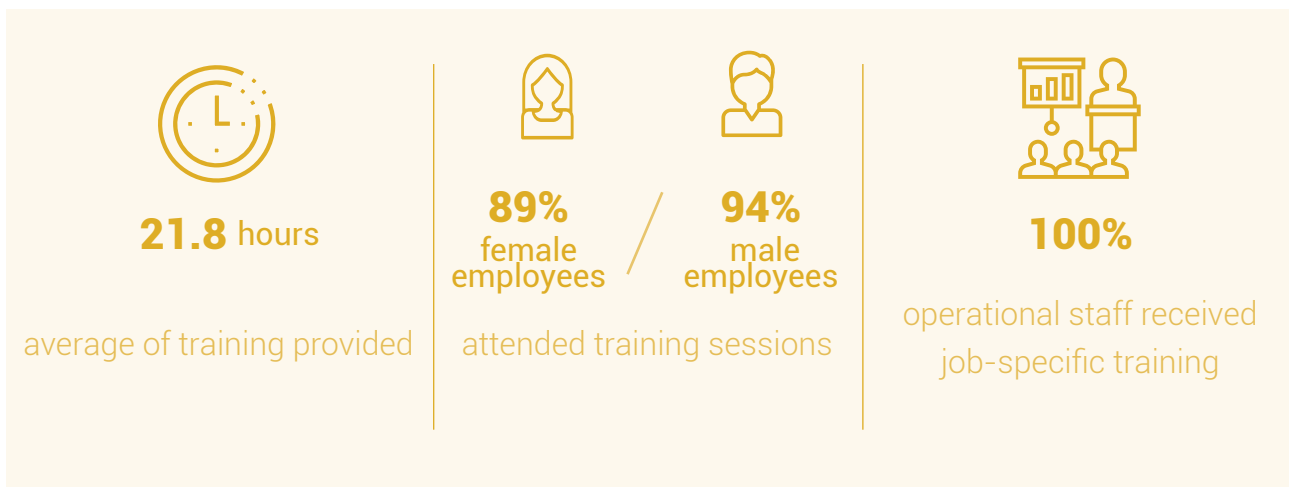 21.8 hours
average of training provided
89%
female
employees
94%
male
employees
attended training sessions
100%
operational staff received
job-specific training